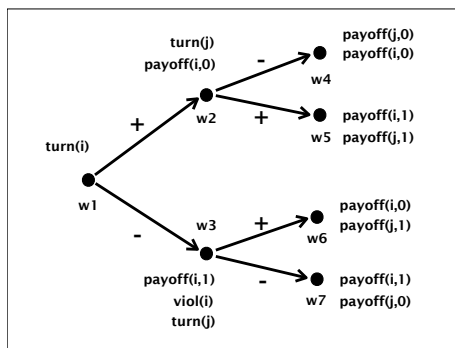 turn(j)
payoff(i,0)
-
payoff(j,0)
payoff(i,0)
w4
+
w2
+
payoff(i,1)
w5
payoff(j,1)
turn(i)
w1
w3
-
+
payoff(i,0)
w6
payoff(j,1)
payoff(i,1)
viol(i)
turn(j)
-
w7
payoff(i,1)
payoff(j,0)